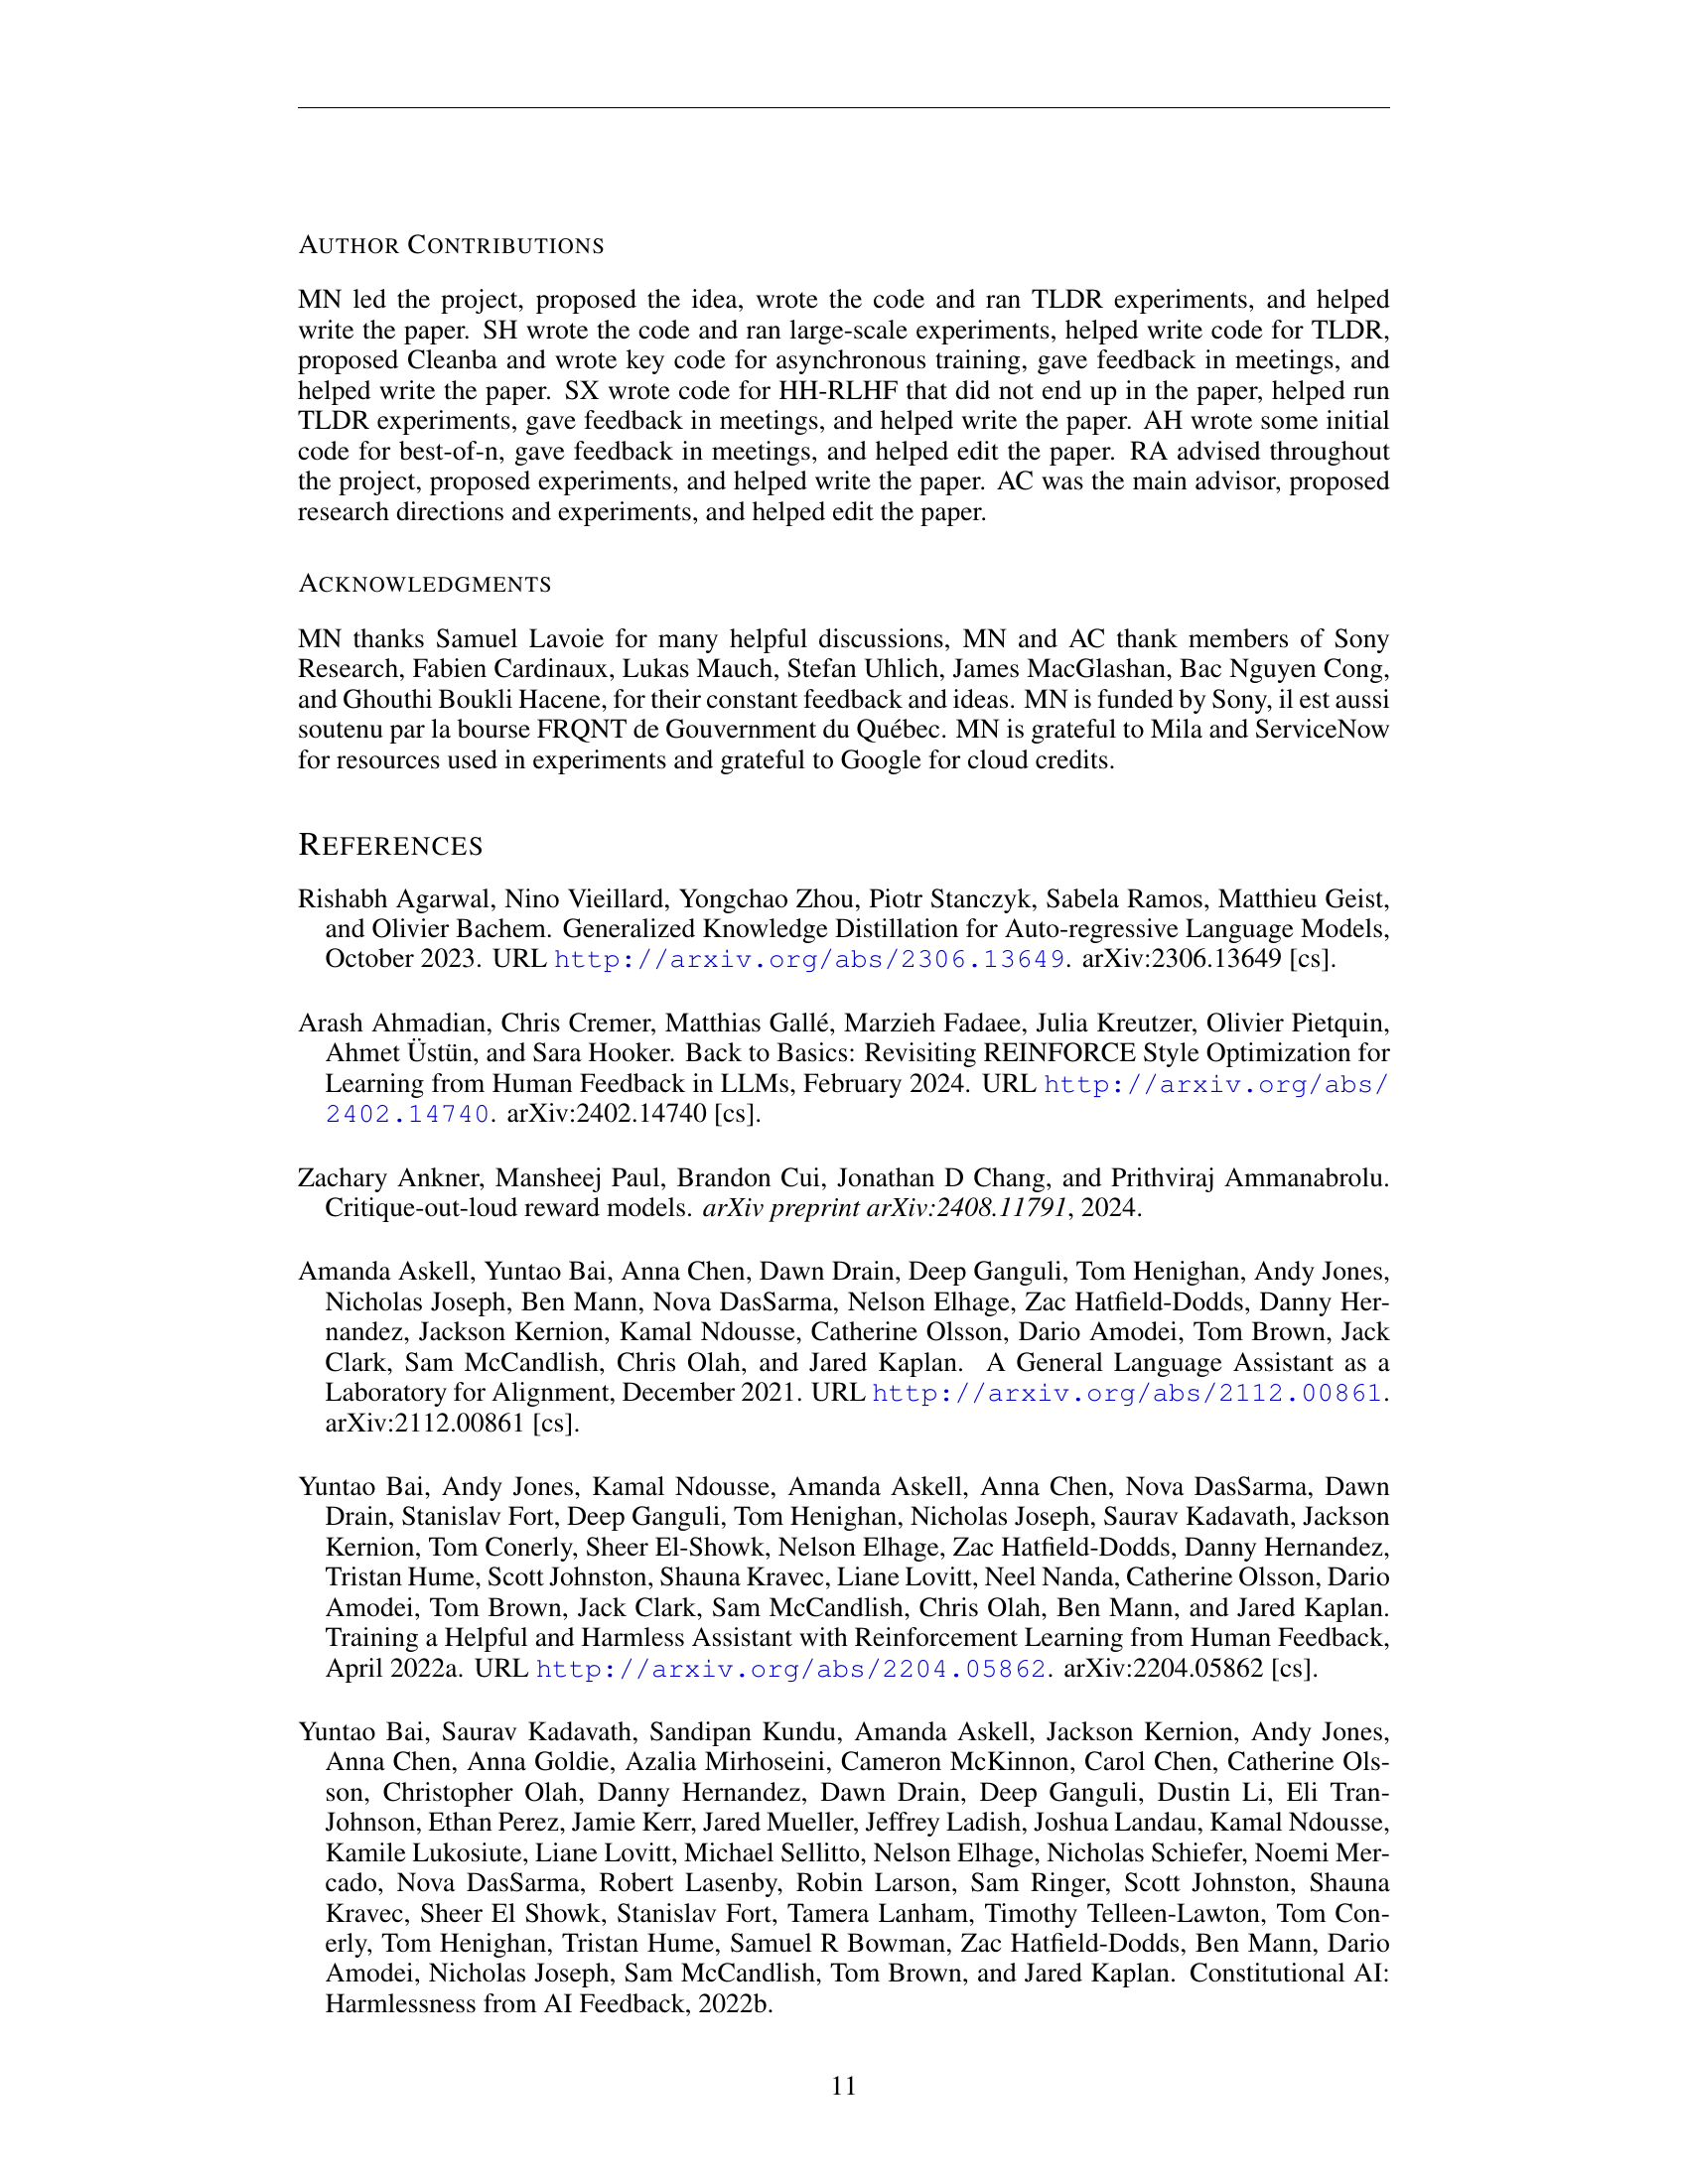 AUTHOR CONTRIBUTIONS
MN led the project, proposed the idea, wrote the code and ran TLDR experiments, and helped
write the paper. SH wrote the code and ran large-scale experiments, helped write code for TLDR,
proposed Cleanba and wrote key code for asynchronous training, gave feedback in meetings, and
helped write the paper. SX wrote code for HH-RLHF that did not end up in the paper, helped run
TLDR experiments, gave feedback in meetings, and helped write the paper. AH wrote some initial
code for best-of-n, gave feedback in meetings, and helped edit the paper. RA advised throughout
the project, proposed experiments, and helped write the paper. AC was the main advisor, proposed
research directions and experiments, and helped edit the paper.
ACKNOWLEDGMENTS
MN thanks Samuel Lavoie for many helpful discussions, MN and AC thank members of Sony
Research, Fabien Cardinaux, Lukas Mauch, Stefan Uhlich, James MacGlashan, Bac Nguyen Cong,
and Ghouthi Boukli Hacene, for their constant feedback and ideas. MN is funded by Sony, il est aussi
soutenu par la bourse FRQNT de Gouvernment du Québec. MN is grateful to Mila and ServiceNow
for resources used in experiments and grateful to Google for cloud credits.
REFERENCES
Rishabh Agarwal, Nino Vieillard, Yongchao Zhou, Piotr Stanczyk, Sabela Ramos, Matthieu Geist,
and Olivier Bachem. Generalized Knowledge Distillation for Auto-regressive Language Models,
October 2023. URL http://arxiv.org/abs/2306.13649. arXiv:2306.13649 [cs].
Arash Ahmadian, Chris Cremer, Matthias Gallé, Marzieh Fadaee, Julia Kreutzer, Olivier Pietquin,
Ahmet Üstün, and Sara Hooker. Back to Basics: Revisiting REINFORCE Style Optimization for
Learning from Human Feedback in LLMs, February 2024. URL http://arxiv.org/abs/
2402.14740. arXiv:2402.14740 [cs].
Zachary Ankner, Mansheej Paul, Brandon Cui, Jonathan D Chang, and Prithviraj Ammanabrolu.
Critique-out-loud reward models. arXiv preprint arXiv:2408.11791, 2024.
Amanda Askell, Yuntao Bai, Anna Chen, Dawn Drain, Deep Ganguli, Tom Henighan, Andy Jones,
Nicholas Joseph, Ben Mann, Nova DasSarma, Nelson Elhage, Zac Hatfield-Dodds, Danny Her-
nandez, Jackson Kernion, Kamal Ndousse, Catherine Olsson, Dario Amodei, Tom Brown, Jack
Clark, Sam McCandlish, Chris Olah, and Jared Kaplan. A General Language Assistant as a
Laboratory for Alignment, December 2021. URL http://arxiv.org/abs/2112.00861.
arXiv:2112.00861 [cs].
Yuntao Bai, Andy Jones, Kamal Ndousse, Amanda Askell, Anna Chen, Nova DasSarma, Dawn
Drain, Stanislav Fort, Deep Ganguli, Tom Henighan, Nicholas Joseph, Saurav Kadavath, Jackson
Kernion, Tom Conerly, Sheer El-Showk, Nelson Elhage, Zac Hatfield-Dodds, Danny Hernandez,
Tristan Hume, Scott Johnston, Shauna Kravec, Liane Lovitt, Neel Nanda, Catherine Olsson, Dario
Amodei, Tom Brown, Jack Clark, Sam McCandlish, Chris Olah, Ben Mann, and Jared Kaplan.
Training a Helpful and Harmless Assistant with Reinforcement Learning from Human Feedback,
April 2022a. URL http://arxiv.org/abs/2204.05862. arXiv:2204.05862 [cs].
Yuntao Bai, Saurav Kadavath, Sandipan Kundu, Amanda Askell, Jackson Kernion, Andy Jones,
Anna Chen, Anna Goldie, Azalia Mirhoseini, Cameron McKinnon, Carol Chen, Catherine Ols-
son, Christopher Olah, Danny Hernandez, Dawn Drain, Deep Ganguli, Dustin Li, Eli Tran-
Johnson, Ethan Perez, Jamie Kerr, Jared Mueller, Jeffrey Ladish, Joshua Landau, Kamal Ndousse,
Kamile Lukosiute, Liane Lovitt, Michael Sellitto, Nelson Elhage, Nicholas Schiefer, Noemi Mer-
cado, Nova DasSarma, Robert Lasenby, Robin Larson, Sam Ringer, Scott Johnston, Shauna
Kravec, Sheer El Showk, Stanislav Fort, Tamera Lanham, Timothy Telleen-Lawton, Tom Con-
erly, Tom Henighan, Tristan Hume, Samuel R Bowman, Zac Hatfield-Dodds, Ben Mann, Dario
Amodei, Nicholas Joseph, Sam McCandlish, Tom Brown, and Jared Kaplan. Constitutional AI:
Harmlessness from AI Feedback, 2022b.
11